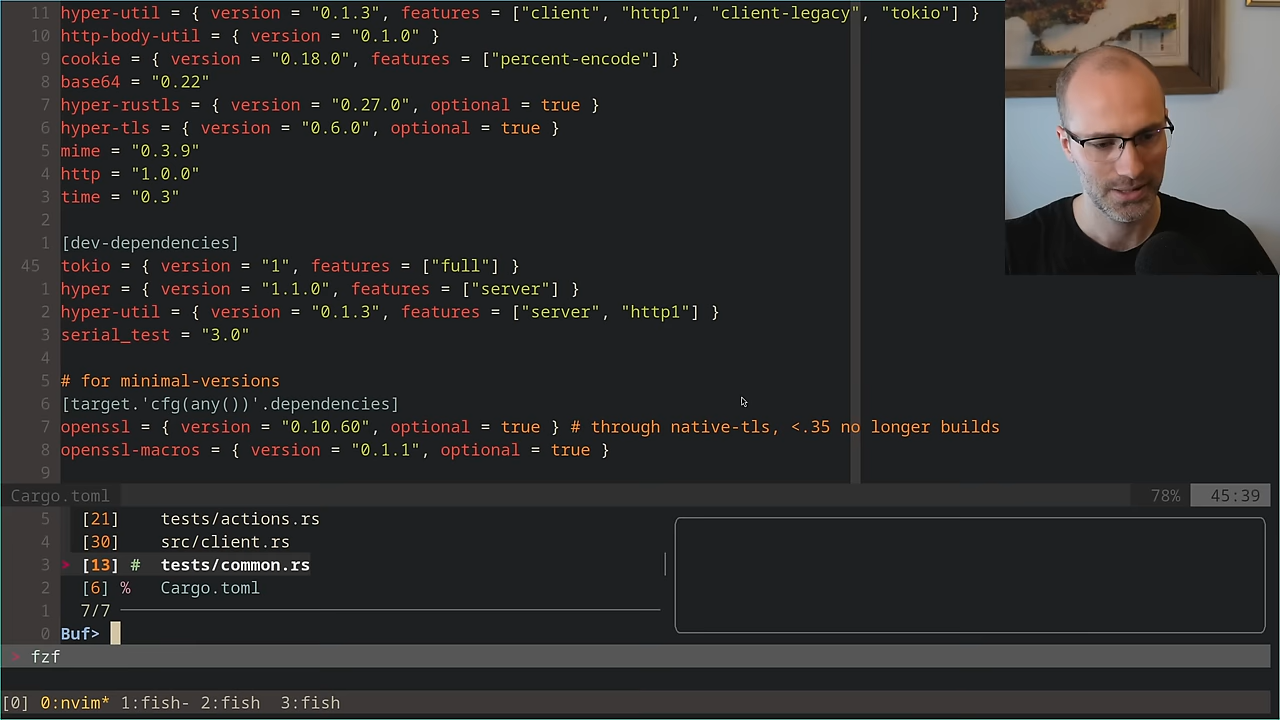 11 hyper-util = { version = "0.1.3", features = ["client", "http1", "client-legacy", "tokio"] }
10 http-body-util = { version = "0.1.0" }
9 cookie = { version = "0.18.0", features = ["percent-encode"] }
8 base64 = "0.22"
7 hyper-rustls = { version = "0.27.0", optional = true }
6 hyper-tls = { version = "0.6.0", optional = true }
5 mime = "0.3.9"
4 http = "1.0.0"
3 time = "0.3"
2
1 [dev-dependencies]
45 tokio = { version = "1", features = ["full"] }
1 hyper = { version = "1.1.0", features = ["server"] }
2 hyper-util = { version = "0.1.3", features = ["server", "http1"] }
3 serial_test = "3.0"
4
5 # for minimal-versions
6 [target.'cfg(any())'.dependencies]
7 openssl = { version = "0.10.60", optional = true } # through native-tls, <.35 no longer builds
8 openssl-macros = { version = "0.1.1", optional = true }
9
Cargo.toml 78% 45:39
5 [21] tests/actions.rs
4 [30] src/client.rs
3 > [13] # tests/common.rs
2 [6] % Cargo.toml
1 7/7
0 Buf>
> fzf
[0] 0:nvim* 1:fish- 2:fish 3:fish